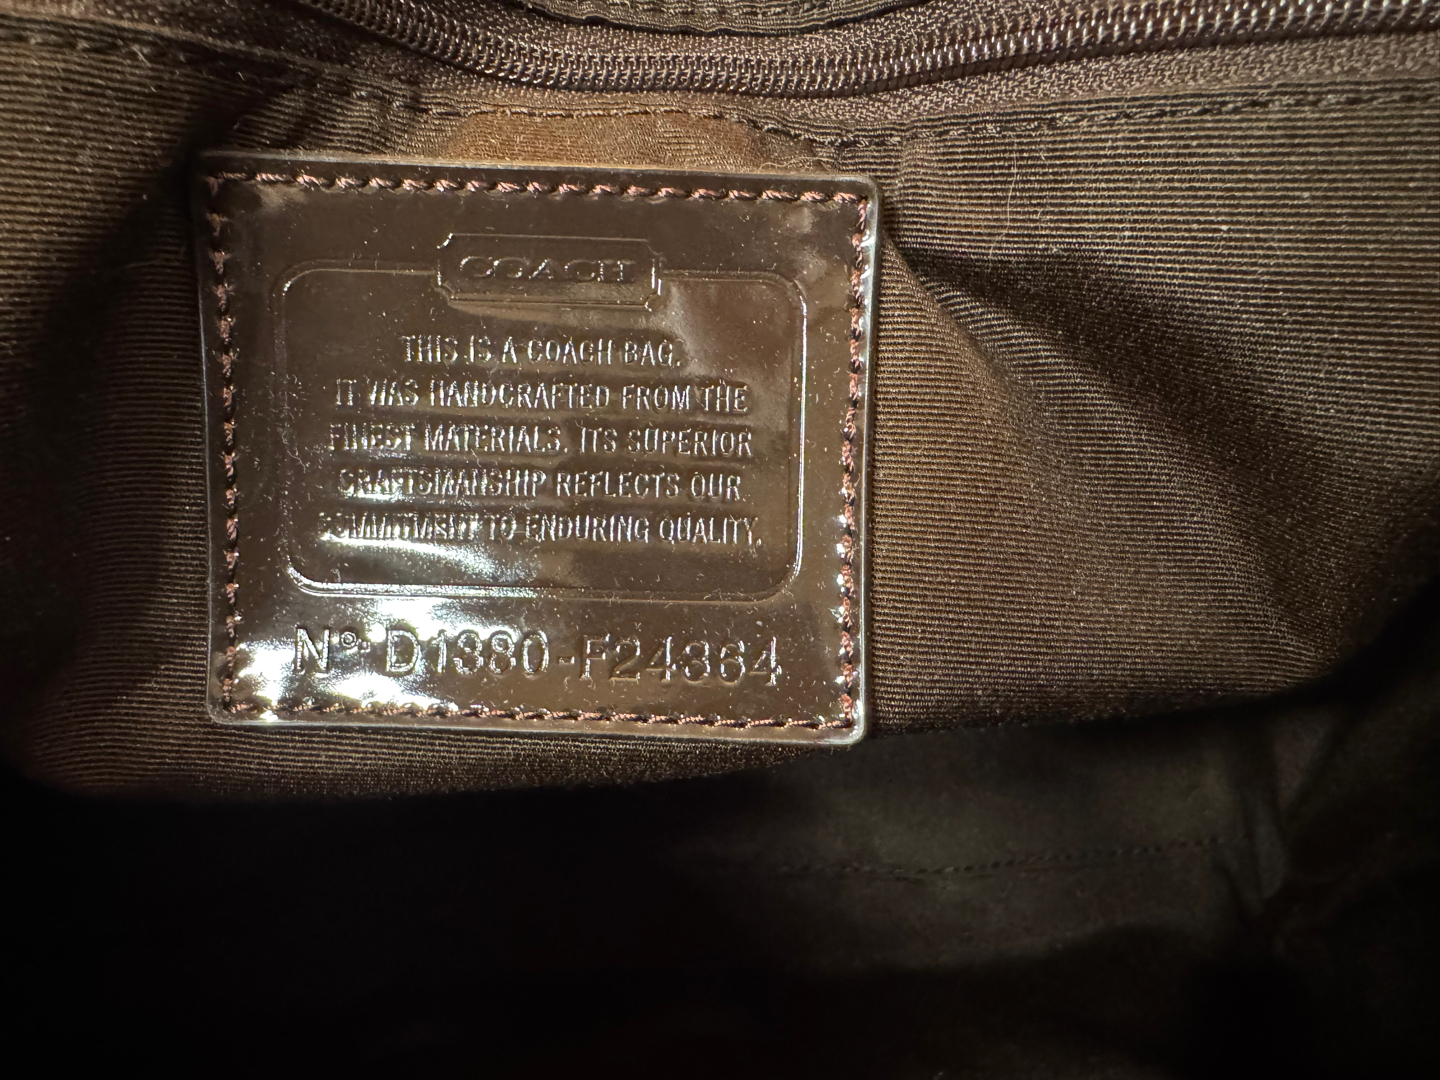 COACH
THIS IS A COACH BAG.
IT WAS HANDCRAFTED FROM THE
FINEST MATERIALS. ITS SUPERIOR
CRAFTSMANSHIP REFLECTS OUR
COMMITMENT TO ENDURING QUALITY.
Nº D1380-F24364